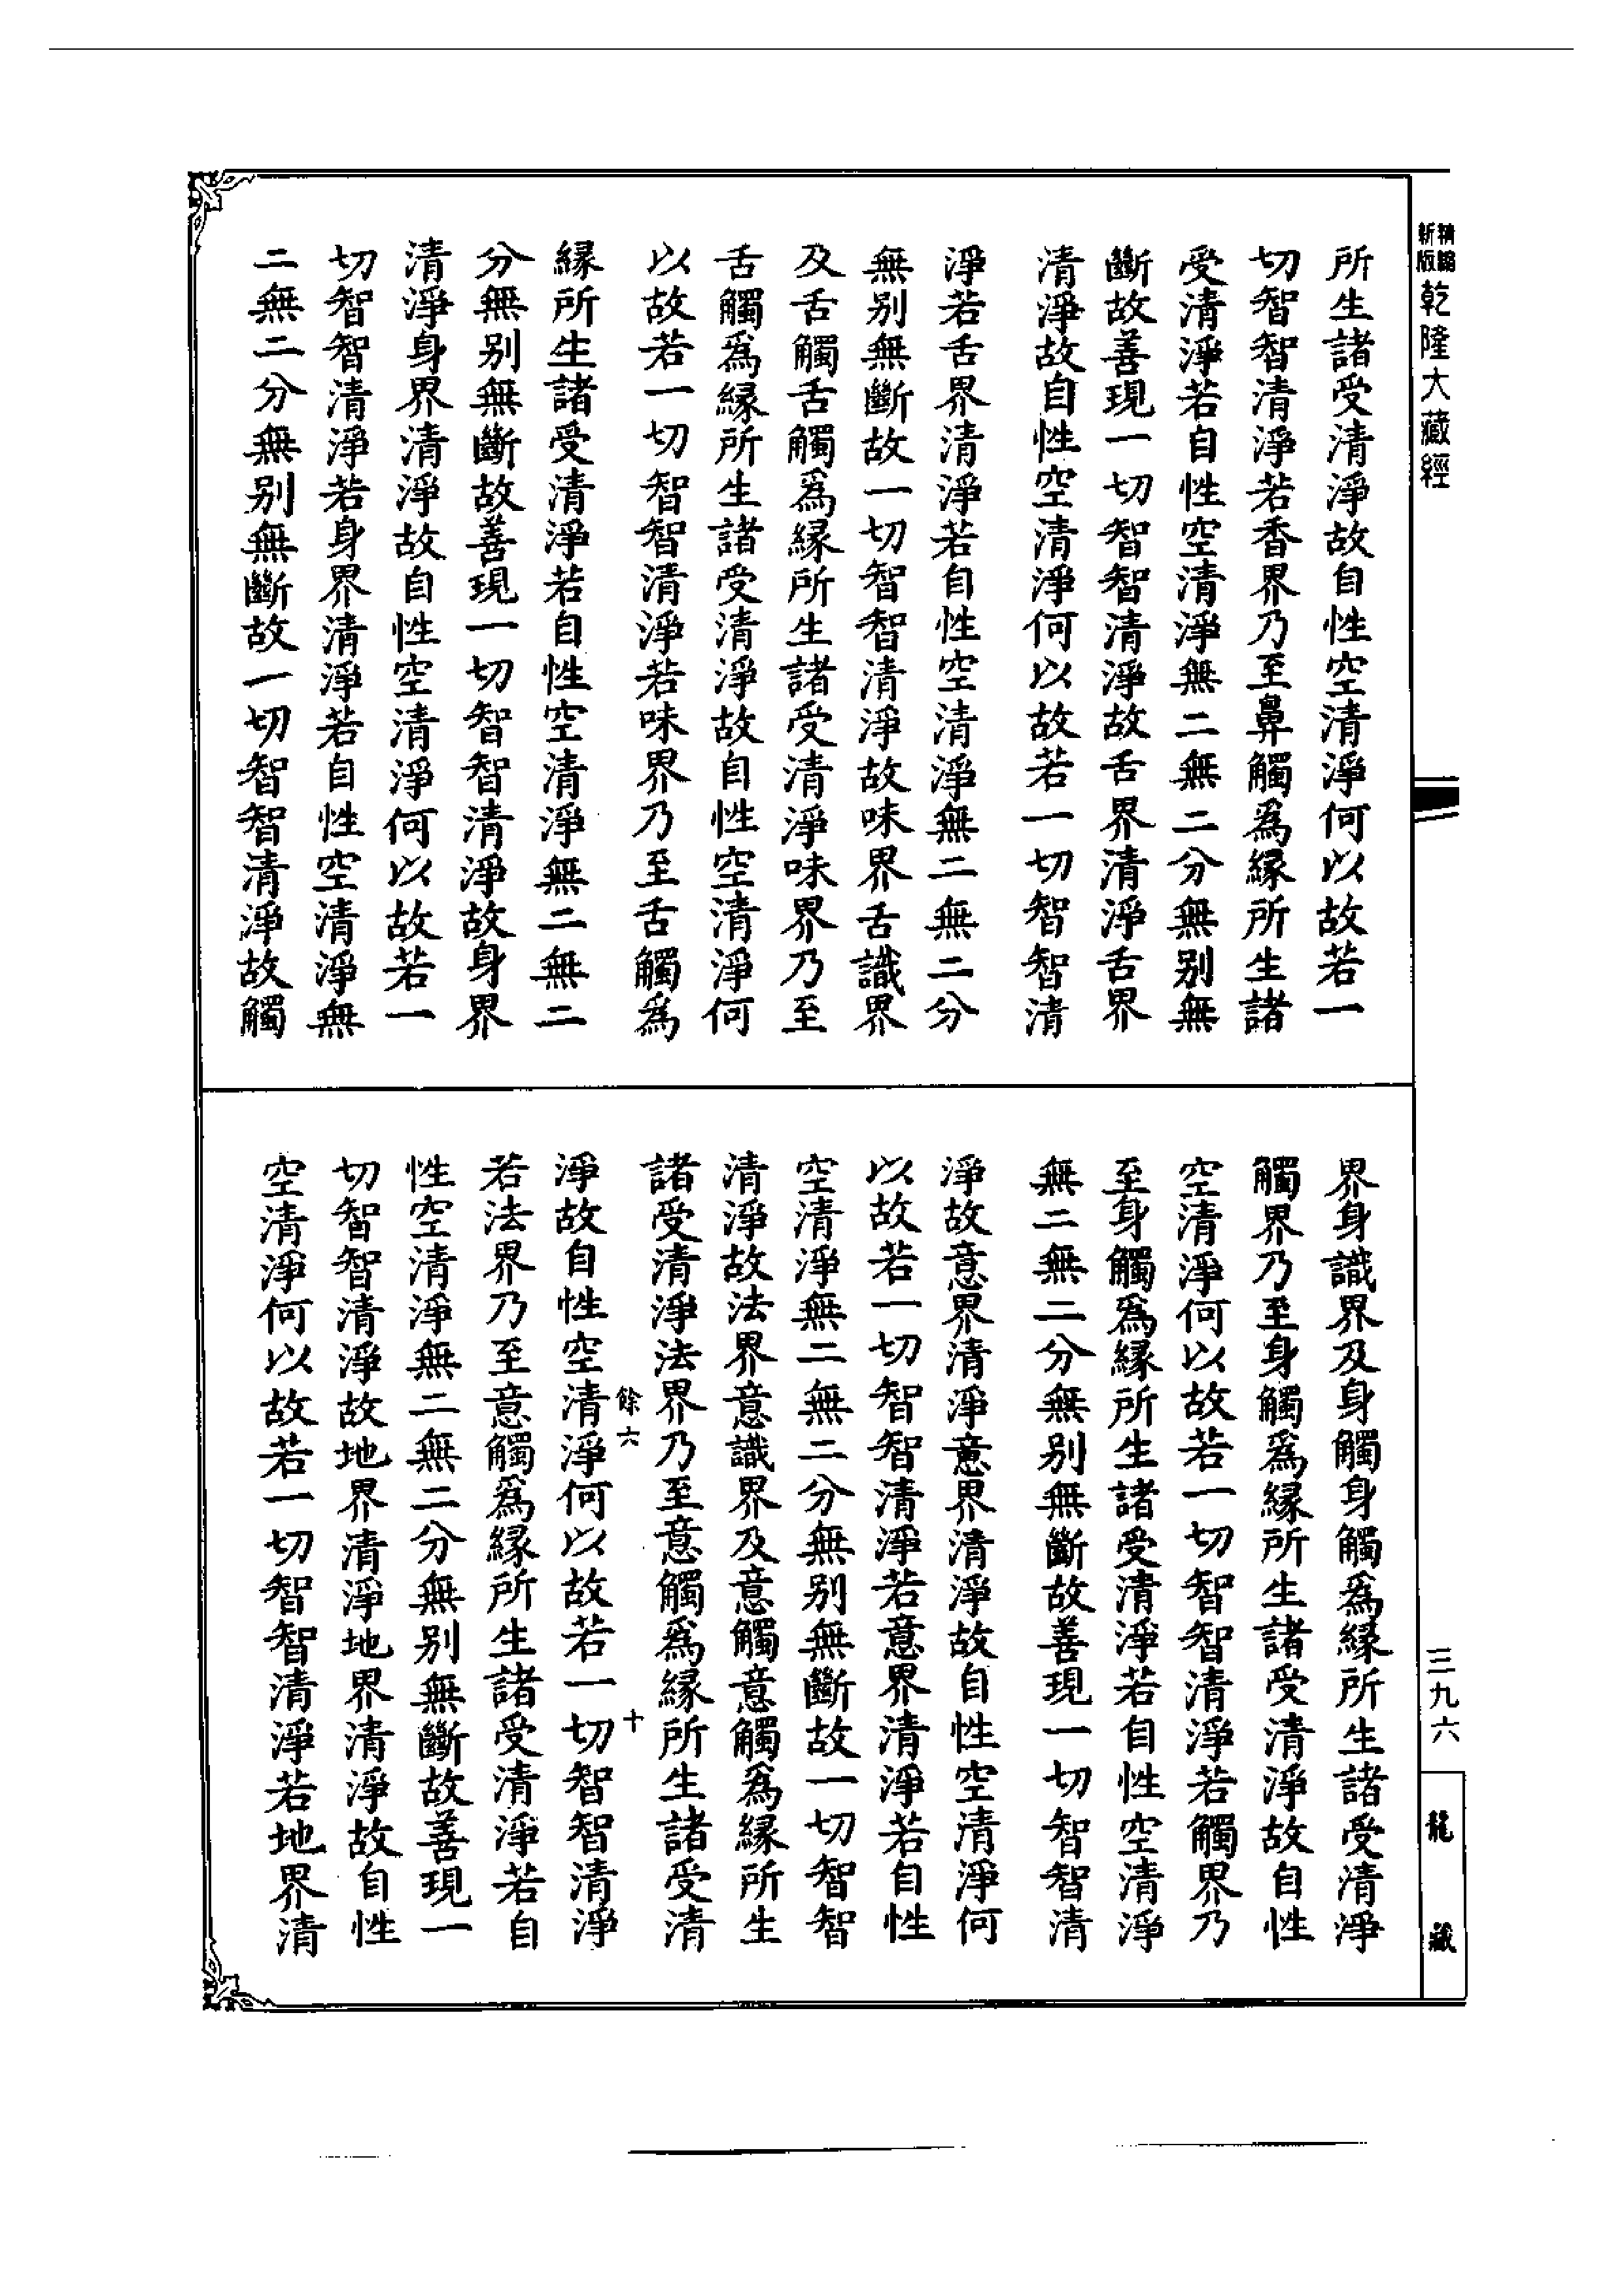 精縮新版乾隆大藏經
所生諸受清淨故自性空清淨何以故若一
切智智清淨若香界乃至鼻觸爲緣所生諸
受清淨若自性空清淨無二無二分無別無
斷故善現一切智智清淨故舌界清淨舌界
清淨故自性空清淨何以故若一切智智清
淨若舌界清淨若自性空清淨無二無二分
無別無斷故一切智智清淨故味界舌識界
及舌觸舌觸爲緣所生諸受清淨味界乃至
舌觸爲緣所生諸受清淨故自性空清淨何
以故若一切智智清淨若味界乃至舌觸爲
緣所生諸受清淨若自性空清淨無二無二
分無別無斷故善現一切智智清淨故身界
清淨身界清淨故自性空清淨何以故若一
切智智清淨若身界清淨若自性空清淨無
二無二分無別無斷故一切智智清淨故觸
界身識界及身觸身觸爲緣所生諸受清淨
觸界乃至身觸爲緣所生諸受清淨故自性
空清淨何以故若一切智智清淨若觸界乃
至身觸爲緣所生諸受清淨若自性空清淨
無二無二分無別無斷故善現一切智智清
淨故意界清淨意界清淨故自性空清淨何
以故若一切智智清淨若意界清淨若自性
空清淨無二無二分無別無斷故一切智智
清淨故法界意識界及意觸意觸爲緣所生
諸受清淨法界乃至意觸爲緣所生諸受清
餘六 十
淨故自性空清淨何以故若一切智智清淨
若法界乃至意觸爲緣所生諸受清淨若自
性空清淨無二無二分無別無斷故善現一
切智智清淨故地界清淨地界清淨故自性
空清淨何以故若一切智智清淨若地界清
三九六
龍藏